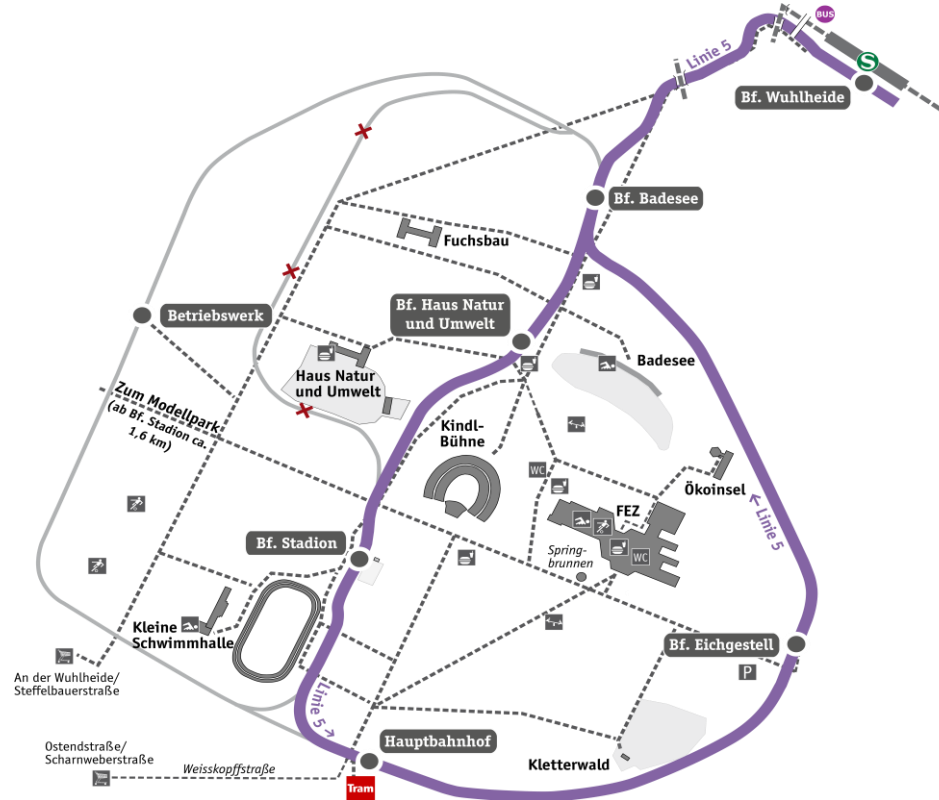 BUS
Linie 5
S
Bf. Wuhlheide
Bf. Badesee
Fuchsbau
Betriebswerk
Bf. Haus Natur
und Umwelt
Badesee
Haus Natur
und Umwelt
Zum Modellpark
(ab Bf. Stadion ca.
1,6 km)
Kindl-
Bühne
WC
Ökoinsel
FEZ
← Linie 5
Bf. Stadion
Spring-
brunnen
WC
Kleine
Schwimmhalle
Bf. Eichgestell
P
An der Wuhlheide/
Steffelbauerstraße
Linie 5 →
Ostendstraße/
Scharnweberstraße
Weisskopffstraße
Hauptbahnhof
Kletterwald
Tram